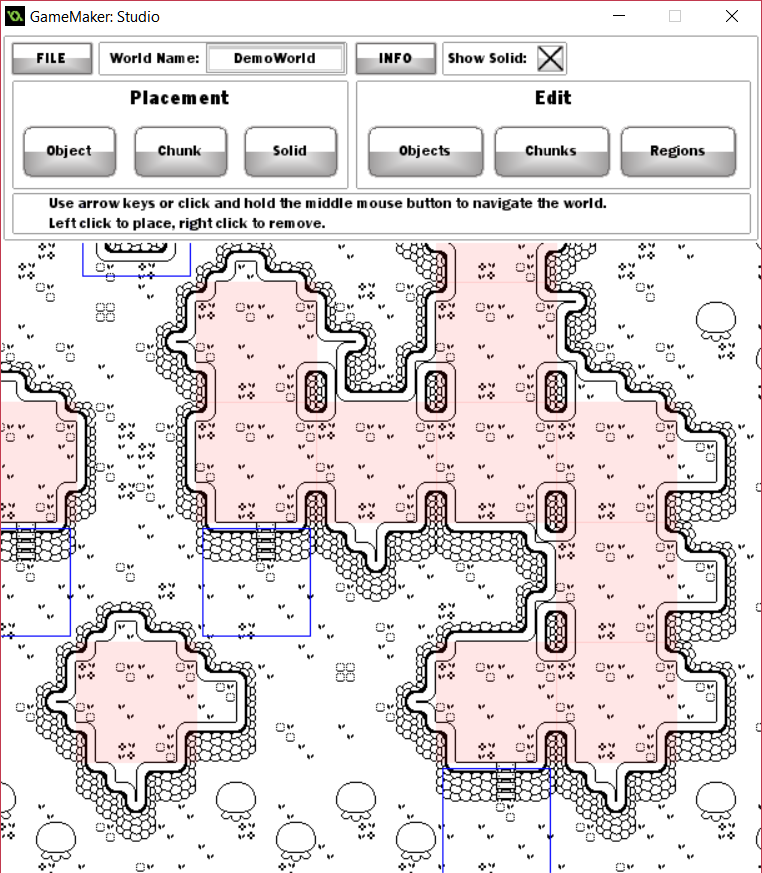 GameMaker: Studio
FILE World Name: DemoWorld INFO Show Solid:
Placement Edit
Object Chunk Solid Objects Chunks Regions
Use arrow keys or click and hold the middle mouse button to navigate the world.
Left click to place, right click to remove.